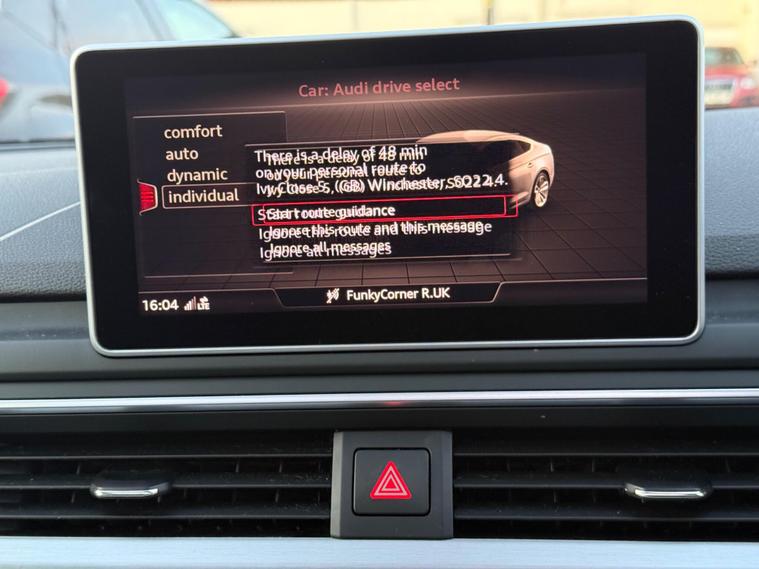 Car: Audi drive select
comfort
auto
dynamic
individual
There is a delay of 48 min
on your personal route to
Ivy Close 5, (GB) Winchester, SO22 4.
Start route guidance
Ignore this route and this message
Ignore all messages
16:04
LTE
FunkyCorner R.UK